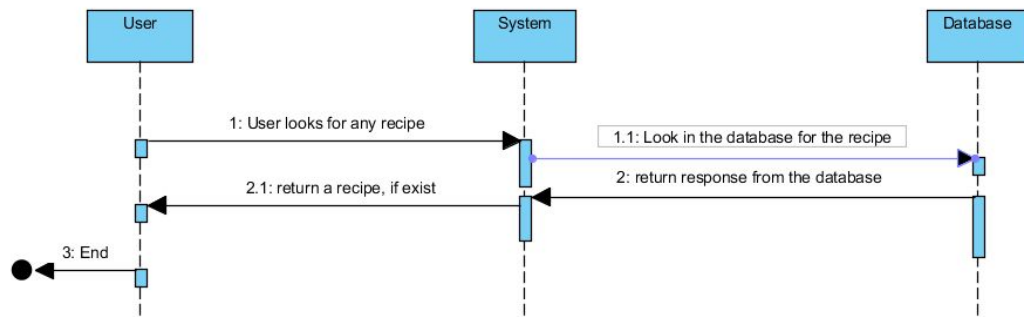 User
System
Database
1: User looks for any recipe
1.1: Look in the database for the recipe
2: return response from the database
2.1: return a recipe, if exist
3: End